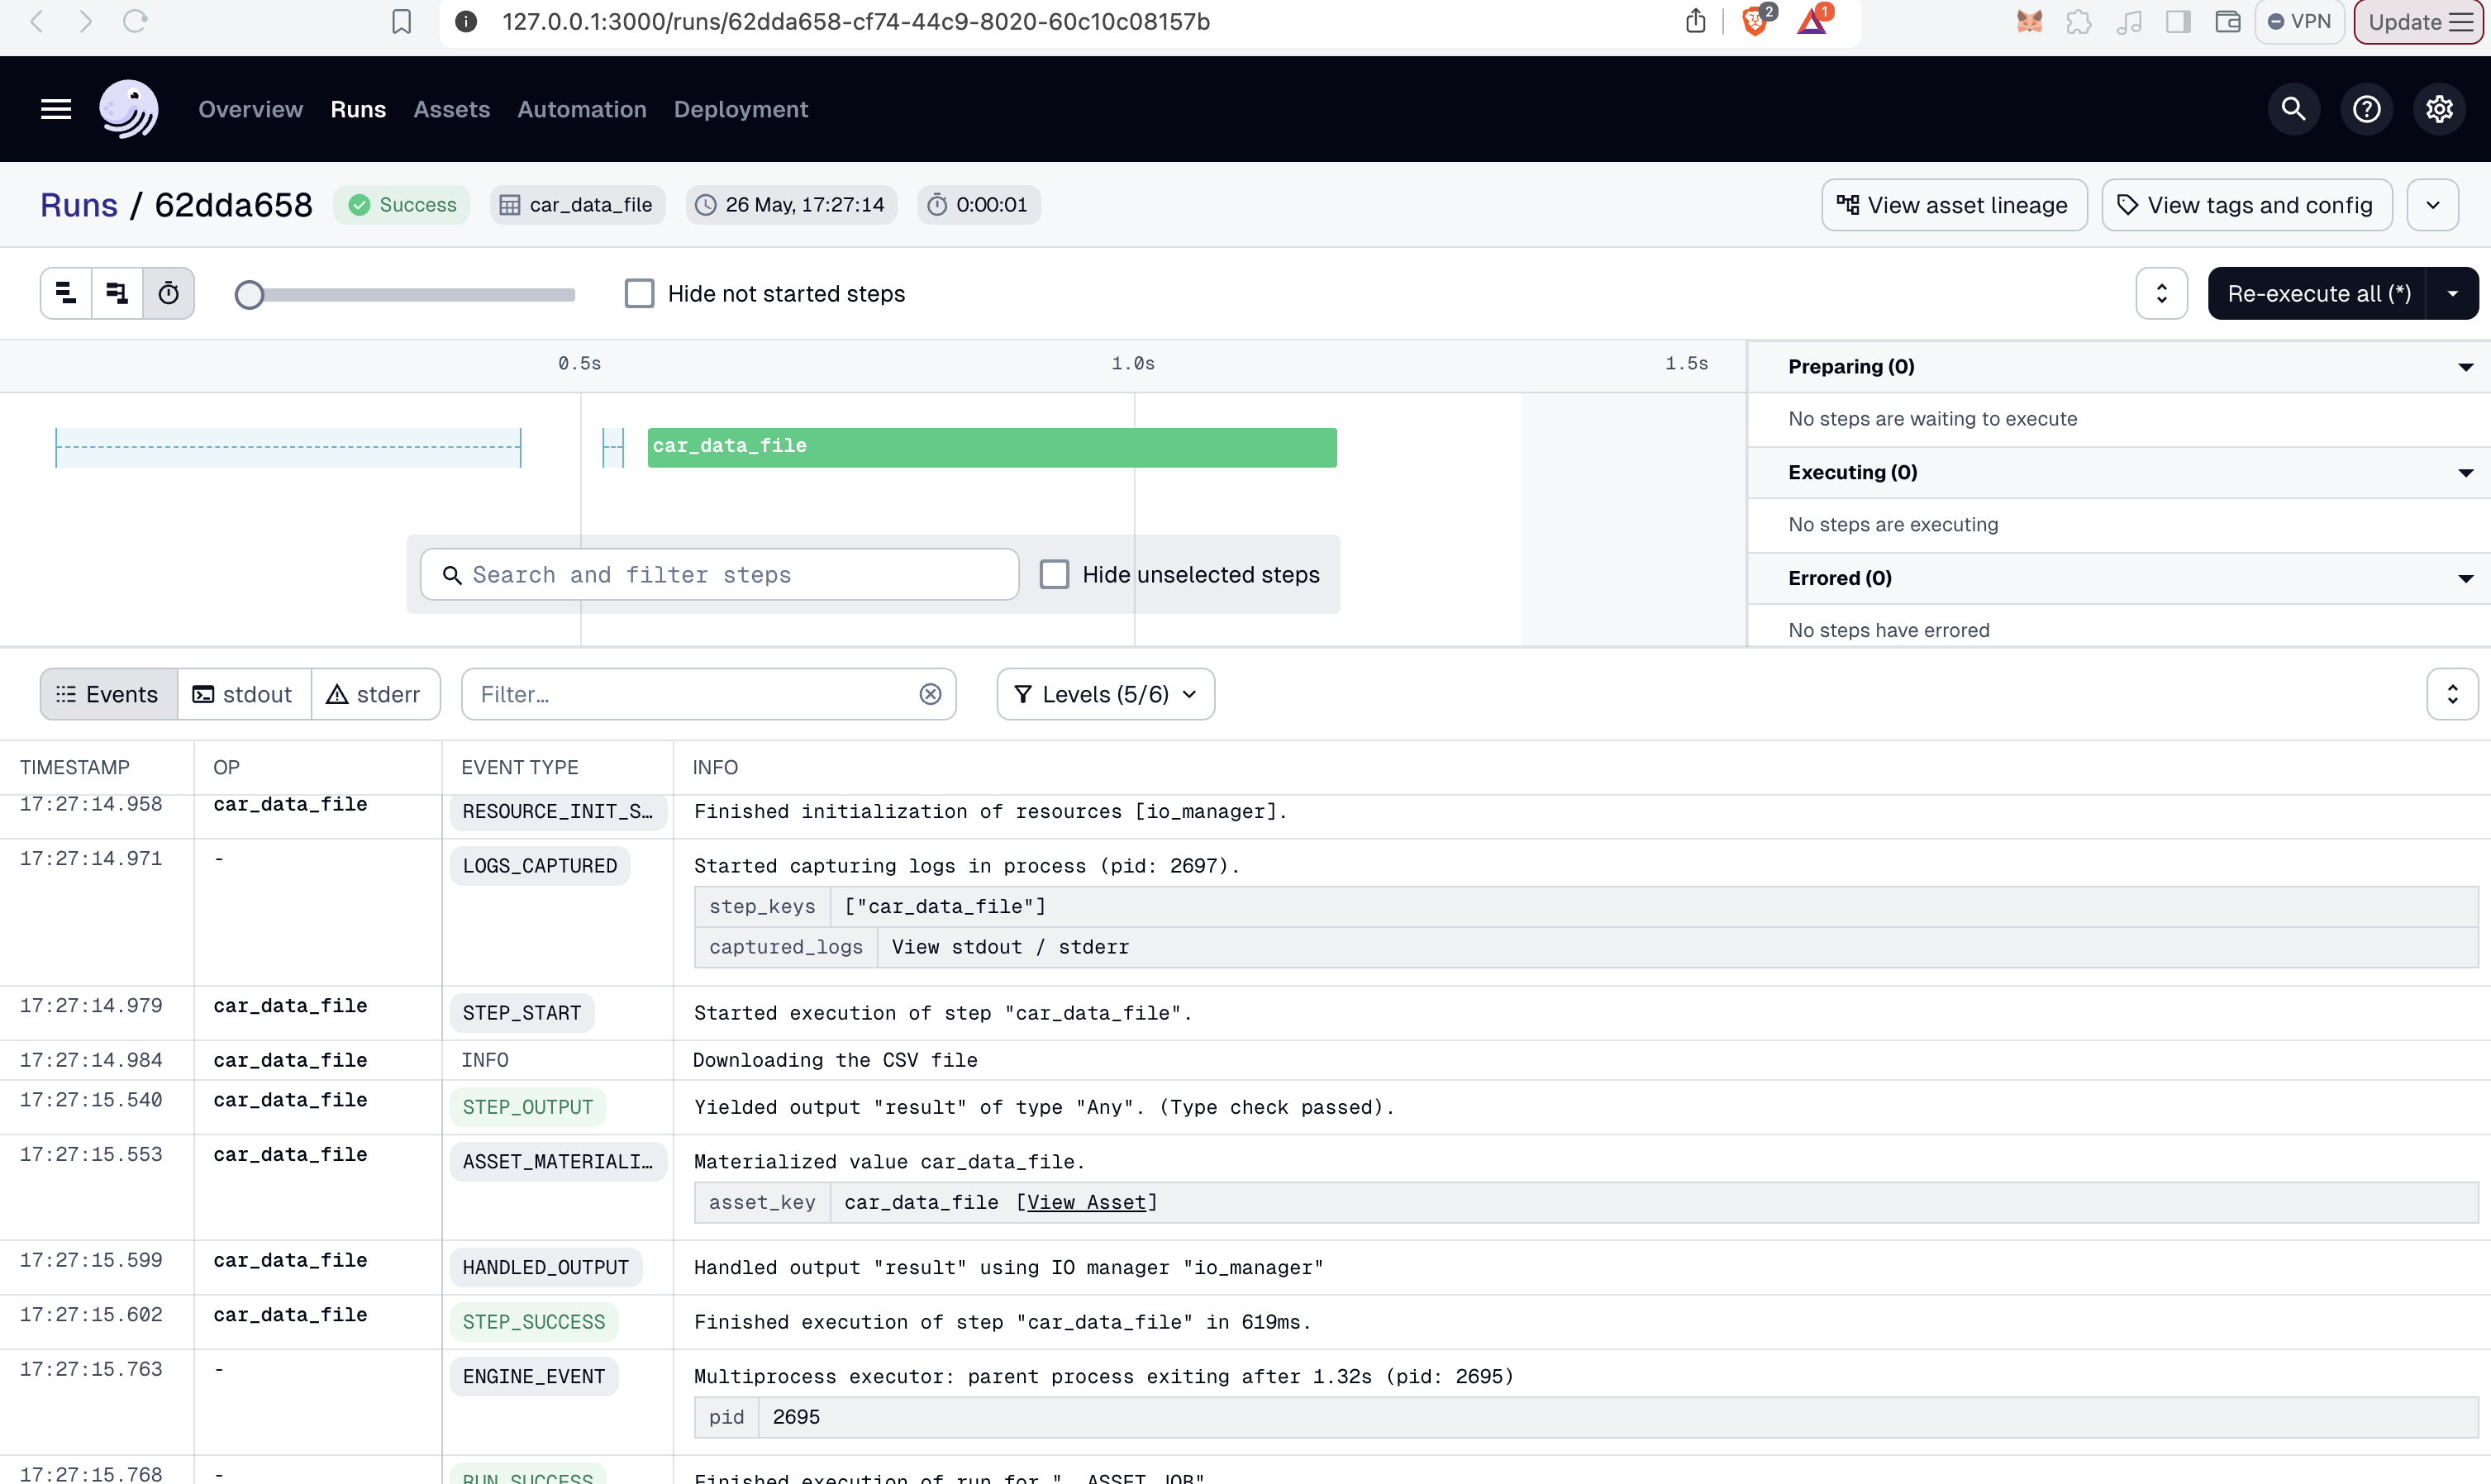 127.0.0.1:3000/runs/62dda658-cf74-44c9-8020-60c10c08157b
2
1
VPN
Update
Overview Runs Assets Automation Deployment
Runs / 62dda658 Success car_data_file 26 May, 17:27:14 0:00:01 View asset lineage View tags and config
Hide not started steps Re-execute all (*)
0.5s 1.0s 1.5s
Preparing (0)
No steps are waiting to execute
car_data_file
Executing (0)
No steps are executing
Search and filter steps Hide unselected steps
Errored (0)
No steps have errored
Events stdout stderr Filter... Levels (5/6)
TIMESTAMP OP EVENT TYPE INFO
17:27:14.958 car_data_file RESOURCE_INIT_S… Finished initialization of resources [io_manager].
17:27:14.971 - LOGS_CAPTURED Started capturing logs in process (pid: 2697).
step_keys ["car_data_file"]
captured_logs View stdout / stderr
17:27:14.979 car_data_file STEP_START Started execution of step "car_data_file".
17:27:14.984 car_data_file INFO Downloading the CSV file
17:27:15.540 car_data_file STEP_OUTPUT Yielded output "result" of type "Any". (Type check passed).
17:27:15.553 car_data_file ASSET_MATERIALI… Materialized value car_data_file.
asset_key car_data_file [View Asset]
17:27:15.599 car_data_file HANDLED_OUTPUT Handled output "result" using IO manager "io_manager"
17:27:15.602 car_data_file STEP_SUCCESS Finished execution of step "car_data_file" in 619ms.
17:27:15.763 - ENGINE_EVENT Multiprocess executor: parent process exiting after 1.32s (pid: 2695)
pid 2695
17:27:15.768 - RUN_SUCCESS Finished execution of run for "__ASSET_JOB".